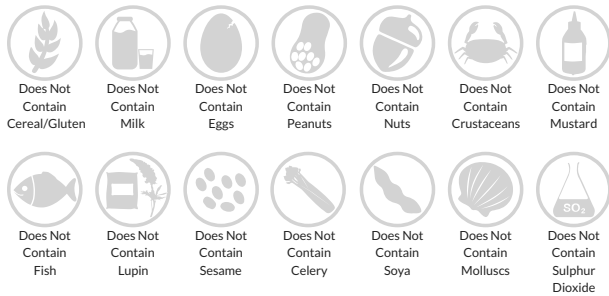 Does Not
Contain
Cereal/Gluten
Does Not
Contain
Milk
Does Not
Contain
Eggs
Does Not
Contain
Peanuts
Does Not
Contain
Nuts
Does Not
Contain
Crustaceans
Does Not
Contain
Mustard
Does Not
Contain
Fish
Does Not
Contain
Lupin
Does Not
Contain
Sesame
Does Not
Contain
Celery
Does Not
Contain
Soya
Does Not
Contain
Molluscs
SO₂
Does Not
Contain
Sulphur
Dioxide